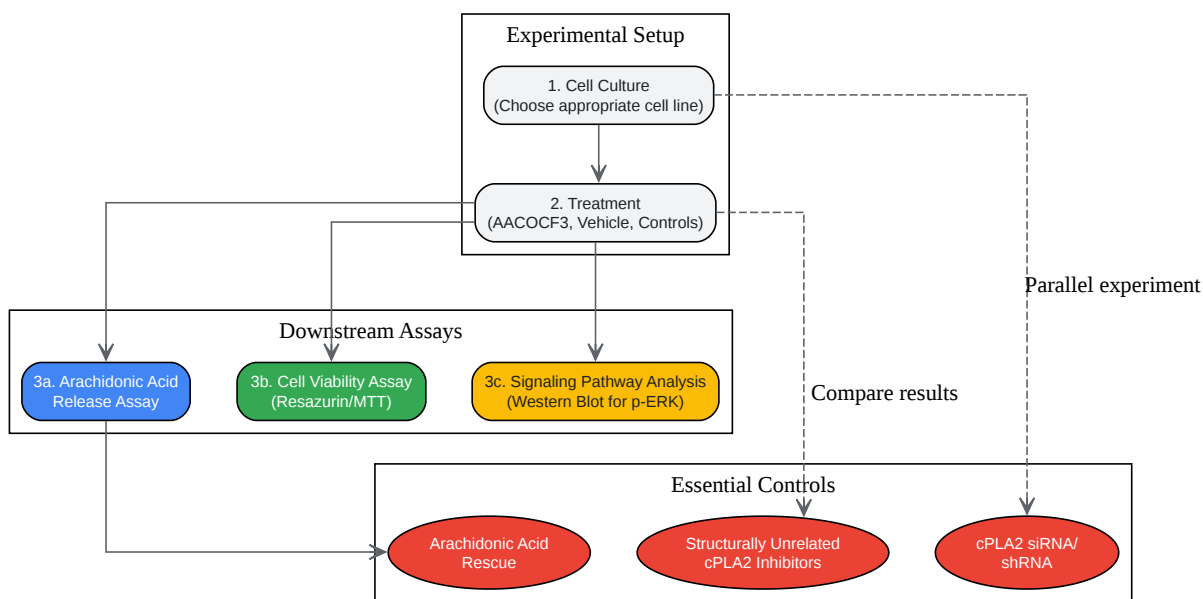 Experimental Setup
1. Cell Culture
(Choose appropriate cell line)
2. Treatment
(AACOCF3, Vehicle, Controls)
Parallel experiment
Downstream Assays
3a. Arachidonic Acid
Release Assay
3b. Cell Viability Assay
(Resazurin/MTT)
3c. Signaling Pathway Analysis
(Western Blot for p-ERK)
Compare results
Essential Controls
Arachidonic Acid
Rescue
Structurally Unrelated
cPLA2 Inhibitors
cPLA2 siRNA/
shRNA